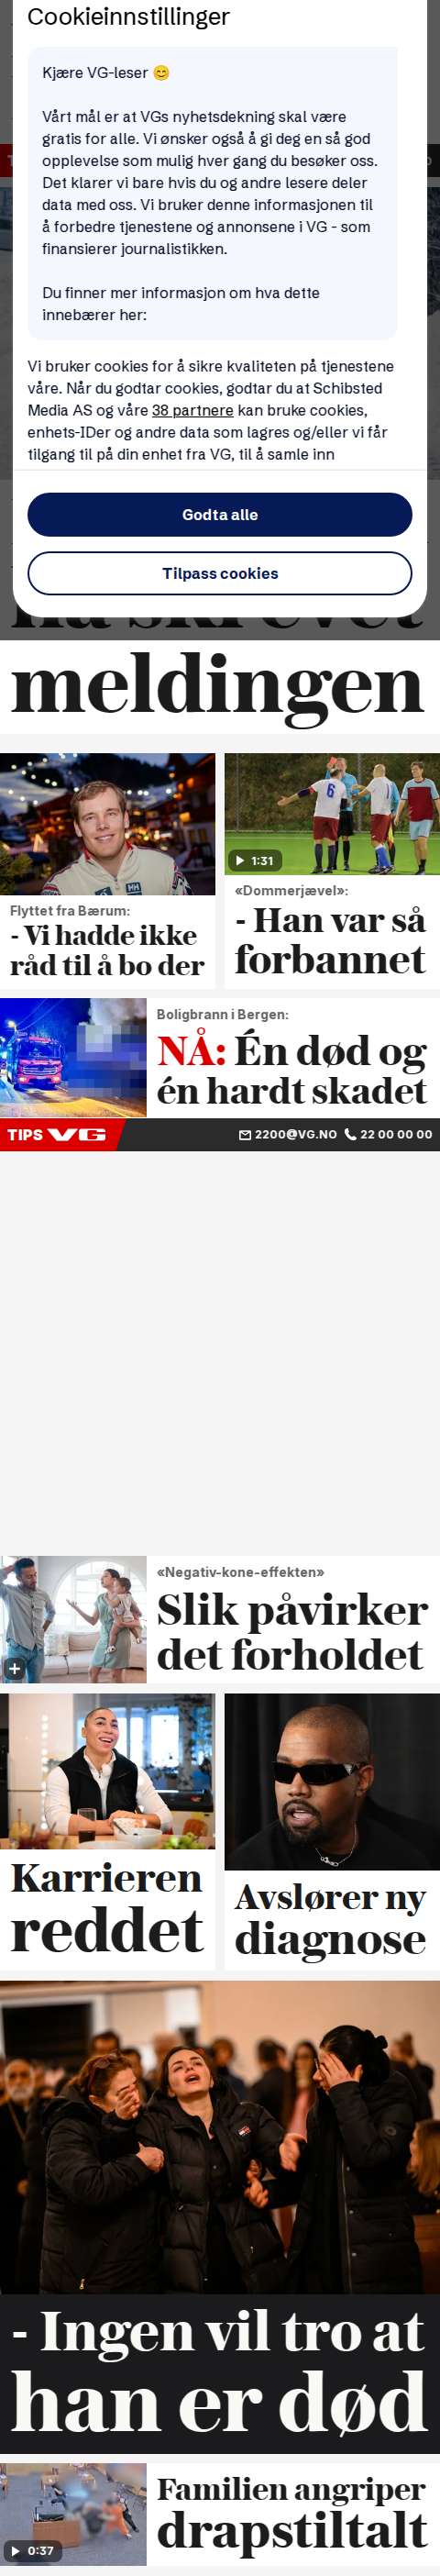 Cookieinnstillinger
Kjære VG-leser 😊
Vårt mål er at VGs nyhetsdekning skal være
gratis for alle. Vi ønsker også å gi deg en så god
opplevelse som mulig hver gang du besøker oss.
Det klarer vi bare hvis du og andre lesere deler
data med oss. Vi bruker denne informasjonen til
å forbedre tjenestene og annonsene i VG - som
finansierer journalistikken.
Du finner mer informasjon om hva dette
innebærer her:
Vi bruker cookies for å sikre kvaliteten på tjenestene
våre. Når du godtar cookies, godtar du at Schibsted
Media AS og våre 38 partnere kan bruke cookies,
enhets-IDer og andre data som lagres og/eller vi får
tilgang til på din enhet fra VG, til å samle inn
Godta alle
Tilpass cookies
meldingen
1:31
Flyttet fra Bærum:
- Vi hadde ikke
råd til å bo der
«Dommerjævel»:
- Han var så
forbannet
Boligbrann i Bergen:
NÅ: Én død og
én hardt skadet
TIPS VG 2200@VG.NO 22 00 00 00
«Negativ-kone-effekten»
Slik påvirker
det forholdet
Karrieren
reddet
Avslører ny
diagnose
- Ingen vil tro at
han er død
Familien angriper
drapstiltalt
0:37